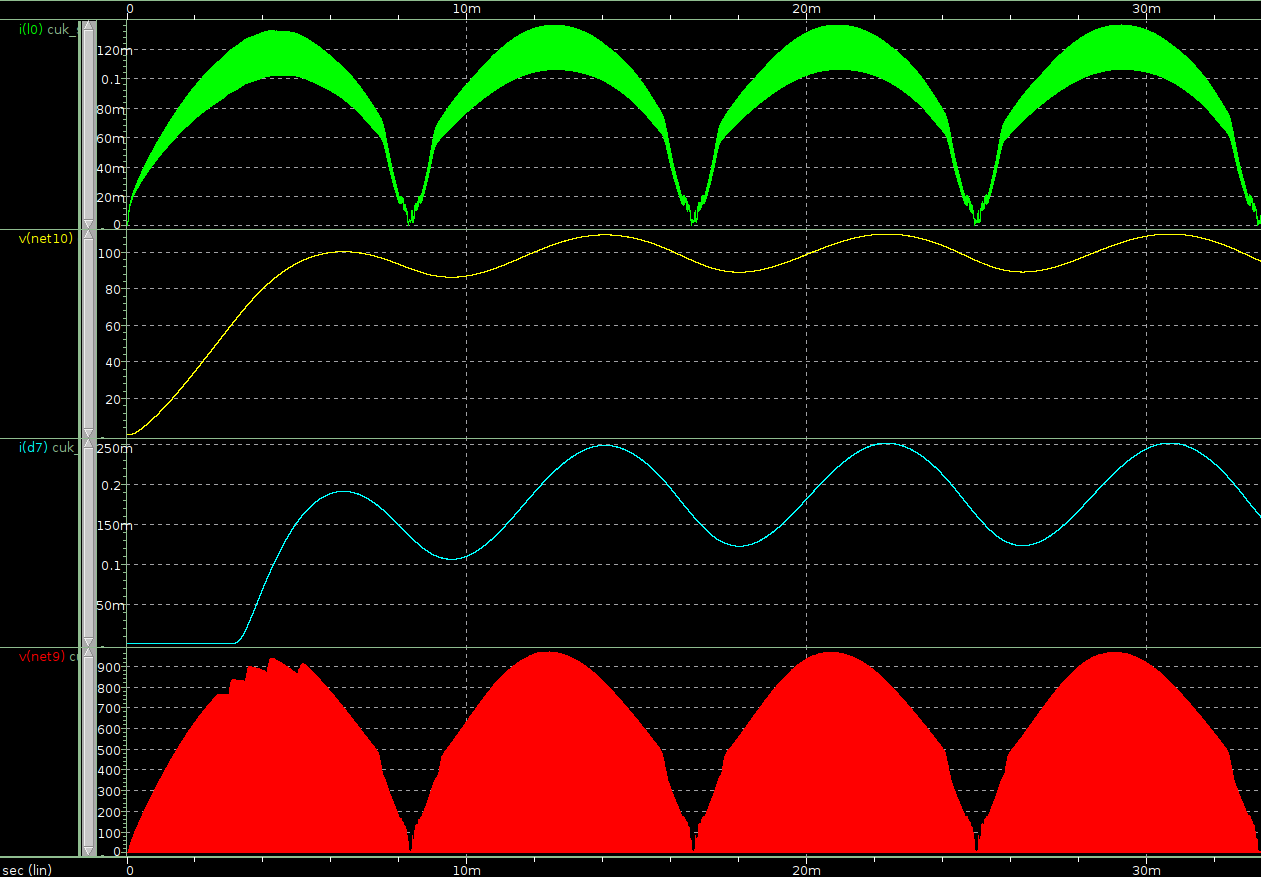 0 10m 20m 30m
i(l0) cuk_
120m
0.1
80m
60m
40m
20m
0
v(net10)
100
80
60
40
20
i(d7) cuk_
250m
0.2
150m
0.1
50m
v(net9)
900
800
700
600
500
400
300
200
100
0
sec (lin) 0 10m 20m 30m